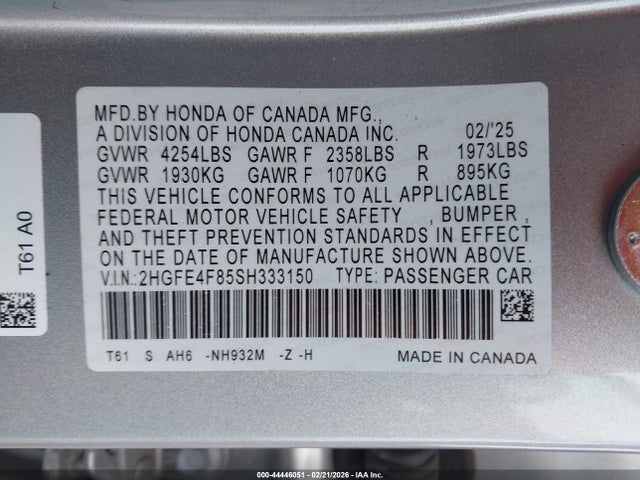 MFD.BY HONDA OF CANADA MFG.,
A DIVISION OF HONDA CANADA INC. 02/'25
GVWR 4254LBS GAWR F 2358LBS R 1973LBS
GVWR 1930KG GAWR F 1070KG R 895KG
THIS VEHICLE CONFORMS TO ALL APPLICABLE
FEDERAL MOTOR VEHICLE SAFETY , BUMPER ,
AND THEFT PREVENTION STANDARDS IN EFFECT
ON THE DATE OF MANUFACTURE SHOWN ABOVE.
V.I.N.:2HGFE4F85SH333150 TYPE: PASSENGER CAR
T61 S AH6 -NH932M -Z -H MADE IN CANADA
T61 A0
000-44446051 - 02/21/2026 - IAA Inc.